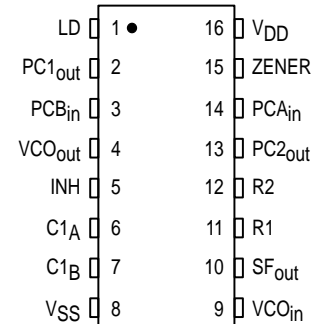 LD 1 16 VDD
PC1out 2 15 ZENER
PCBin 3 14 PCAin
VCOout 4 13 PC2out
INH 5 12 R2
C1A 6 11 R1
C1B 7 10 SFout
VSS 8 9 VCOin